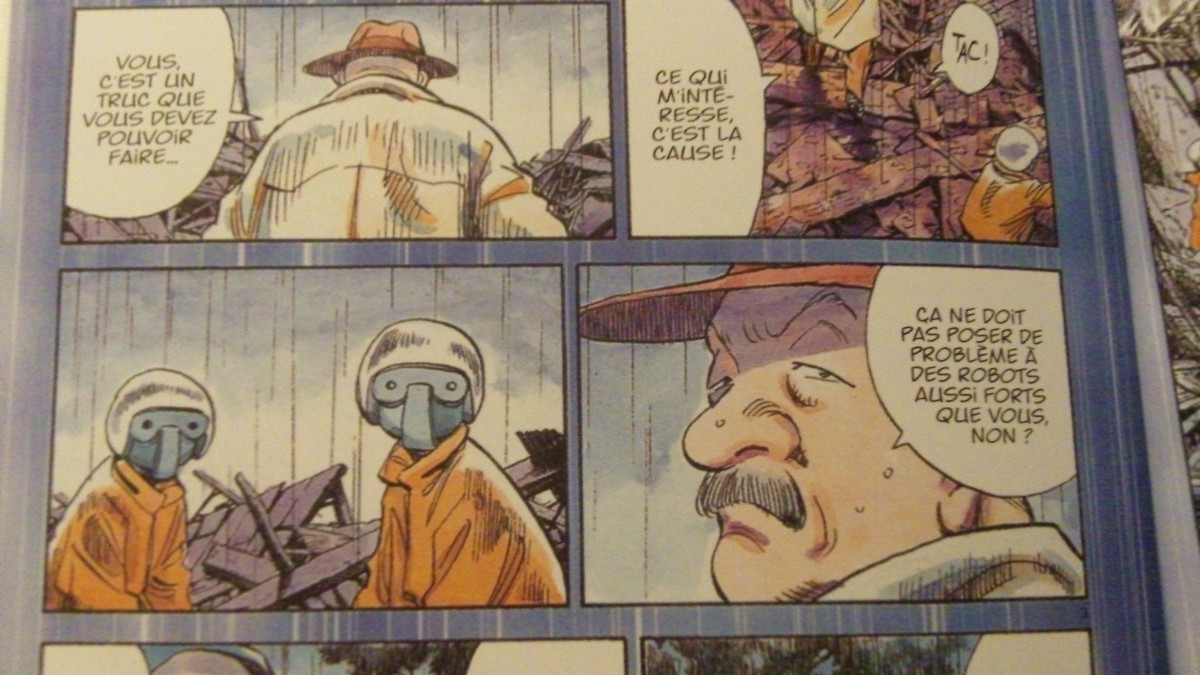 VOUS,
C'EST UN
TRUC QUE
VOUS DEVEZ
POUVOIR
FAIRE...
CE QUi
M'iNTÉ-
RESSE,
C'EST LA
CAUSE !
TAC!
ÇA NE DOiT
PAS POSER DE
PROBLÈME À
DES ROBOTS
AUSSi FORTS
QUE VOUS,
NON ?